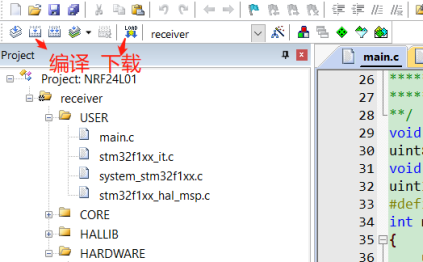 LOAD
receiver
编译 下载
Project
Project: NRF24L01
receiver
USER
main.c
stm32f1xx_it.c
system_stm32f1xx.c
stm32f1xx_hal_msp.c
CORE
HALLIB
HARDWARE
main.c
26 ****
27 ****
28 **/
29 void
30 uint
31 void
32 uint
33 #def
34 int
35 {
36